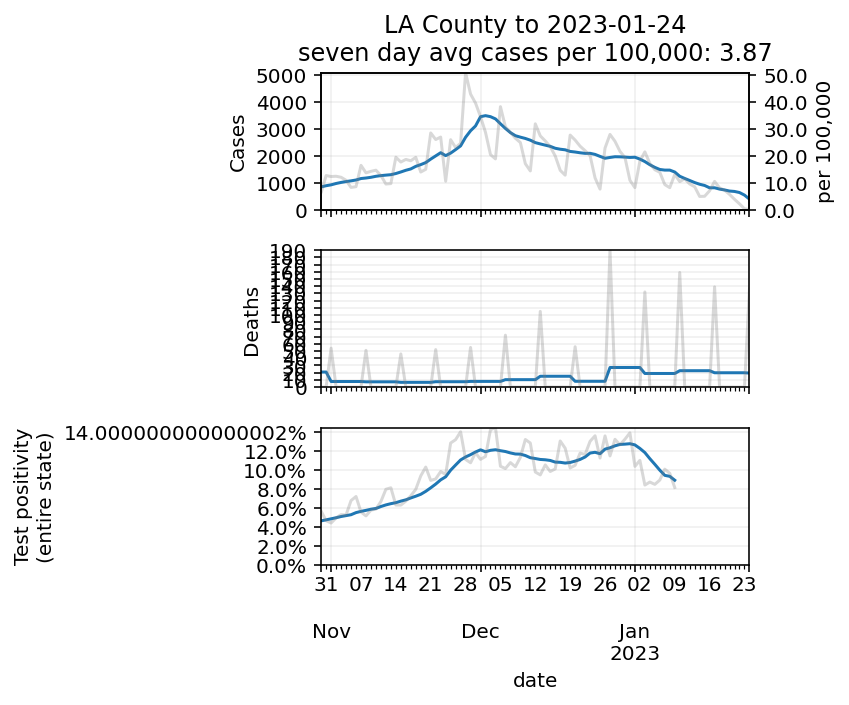 LA County to 2023-01-24
seven day avg cases per 100,000: 3.87
5000
4000
3000
2000
1000
0
Cases
50.0
40.0
30.0
20.0
10.0
0.0
per 100,000
190
0
Deaths
14.000000000000002%
12.0%
10.0%
8.0%
6.0%
4.0%
2.0%
0.0%
Test positivity
(entire state)
31 07 14 21 28 05 12 19 26 02 09 16 23
Nov Dec Jan
2023
date